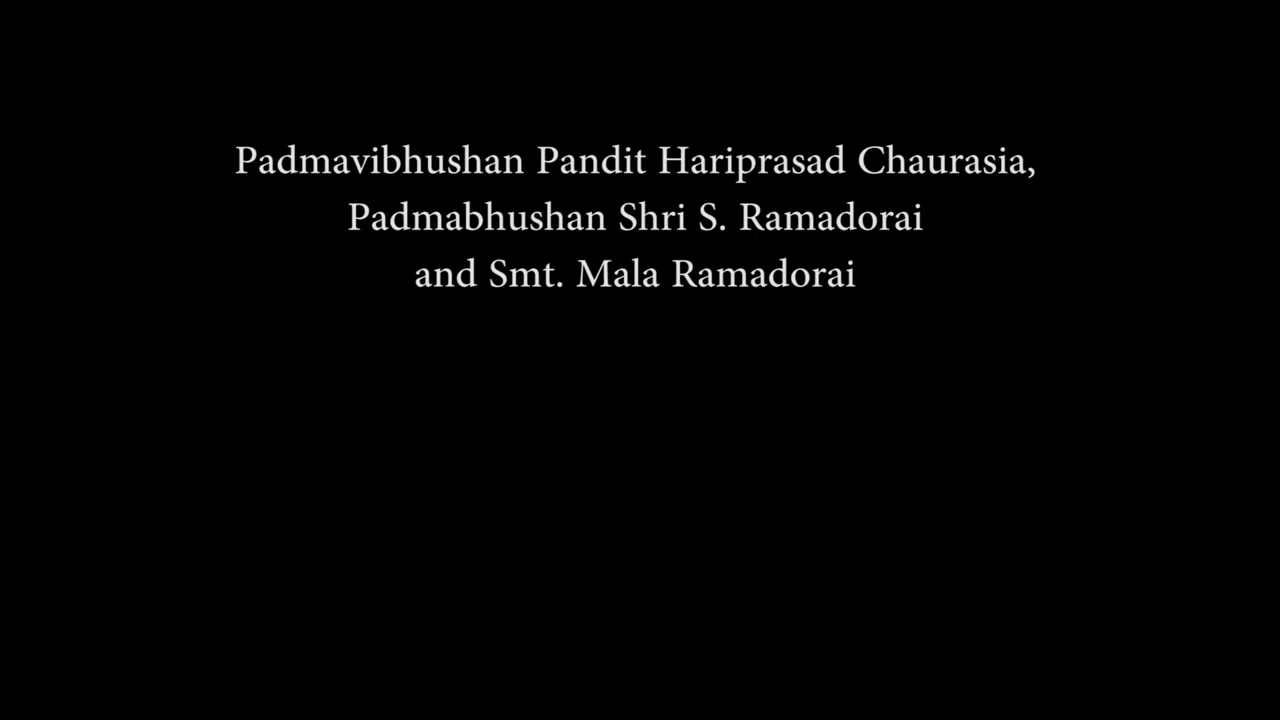 Padmavibhushan Pandit Hariprasad Chaurasia,
Padmabhushan Shri S. Ramadorai
and Smt. Mala Ramadorai